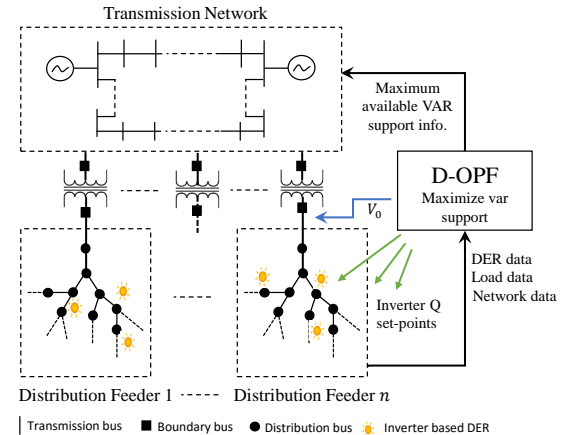 Transmission Network
Maximum
available VAR
support info.
D-OPF
Maximize var
support
V₀
DER data
Load data
Network data
Inverter Q
set-points
Distribution Feeder 1
Distribution Feeder n
Transmission bus
Boundary bus
Distribution bus
Inverter based DER